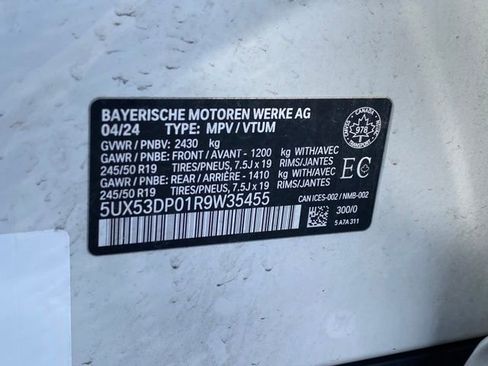 BAYERISCHE MOTOREN WERKE AG
04/24 TYPE: MPV / VTUM
GVWR / PNBV: 2430 kg
GAWR / PNBE: FRONT / AVANT - 1200 kg WITH/AVEC
245/50 R19 TIRES/PNEUS, 7.5J x 19 RIMS/JANTES
GAWR / PNBE: REAR / ARRIÈRE - 1410 kg WITH/AVEC
245/50 R19 TIRES/PNEUS, 7.5J x 19 RIMS/JANTES
5UX53DP01R9W35455
CANADA
978
TRANSPORT
EC
CAN ICES-002 / NMB-002
300/0
5 A7A 311